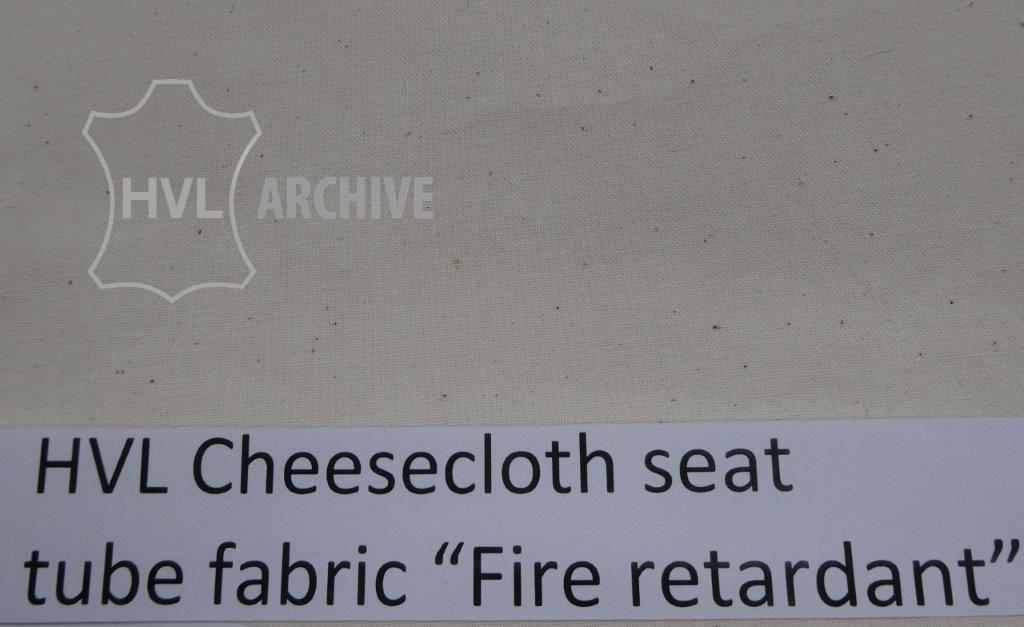 HVL ARCHIVE
HVL Cheesecloth seat
tube fabric “Fire retardant”